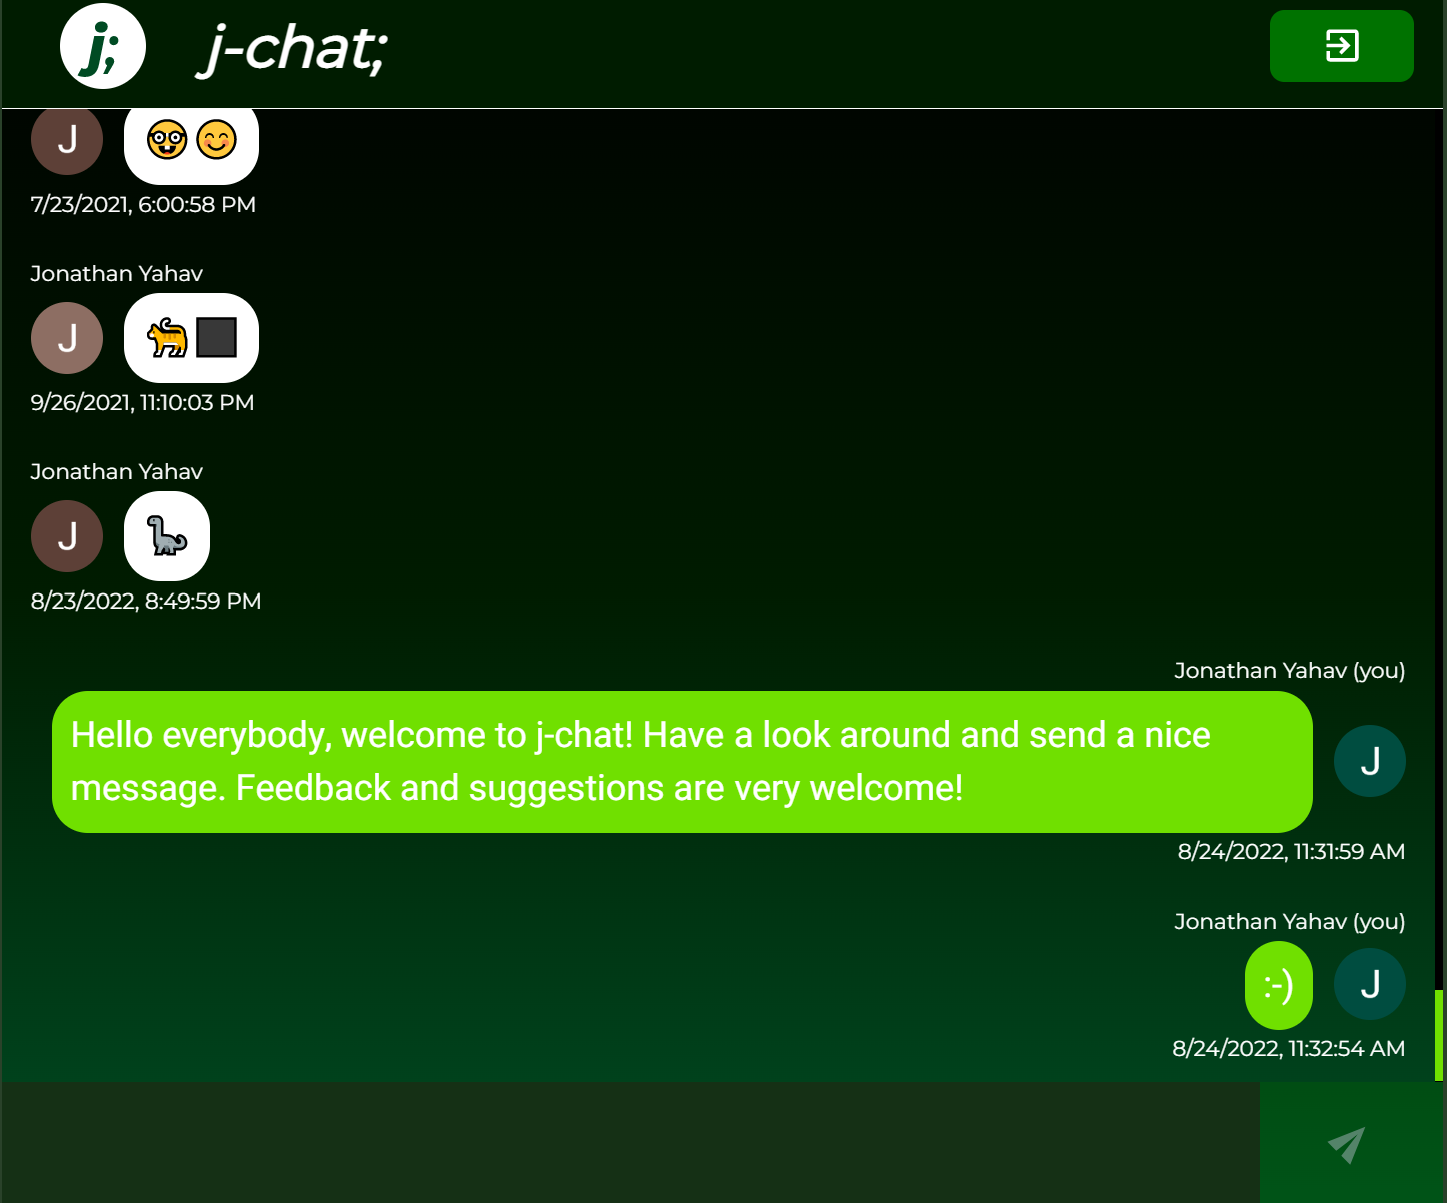 j;
j-chat;
J
🤓😊
7/23/2021, 6:00:58 PM
Jonathan Yahav
J
🐈⬛
9/26/2021, 11:10:03 PM
Jonathan Yahav
J
🦕
8/23/2022, 8:49:59 PM
Jonathan Yahav (you)
Hello everybody, welcome to j-chat! Have a look around and send a nice
message. Feedback and suggestions are very welcome!
J
8/24/2022, 11:31:59 AM
Jonathan Yahav (you)
:-)
J
8/24/2022, 11:32:54 AM